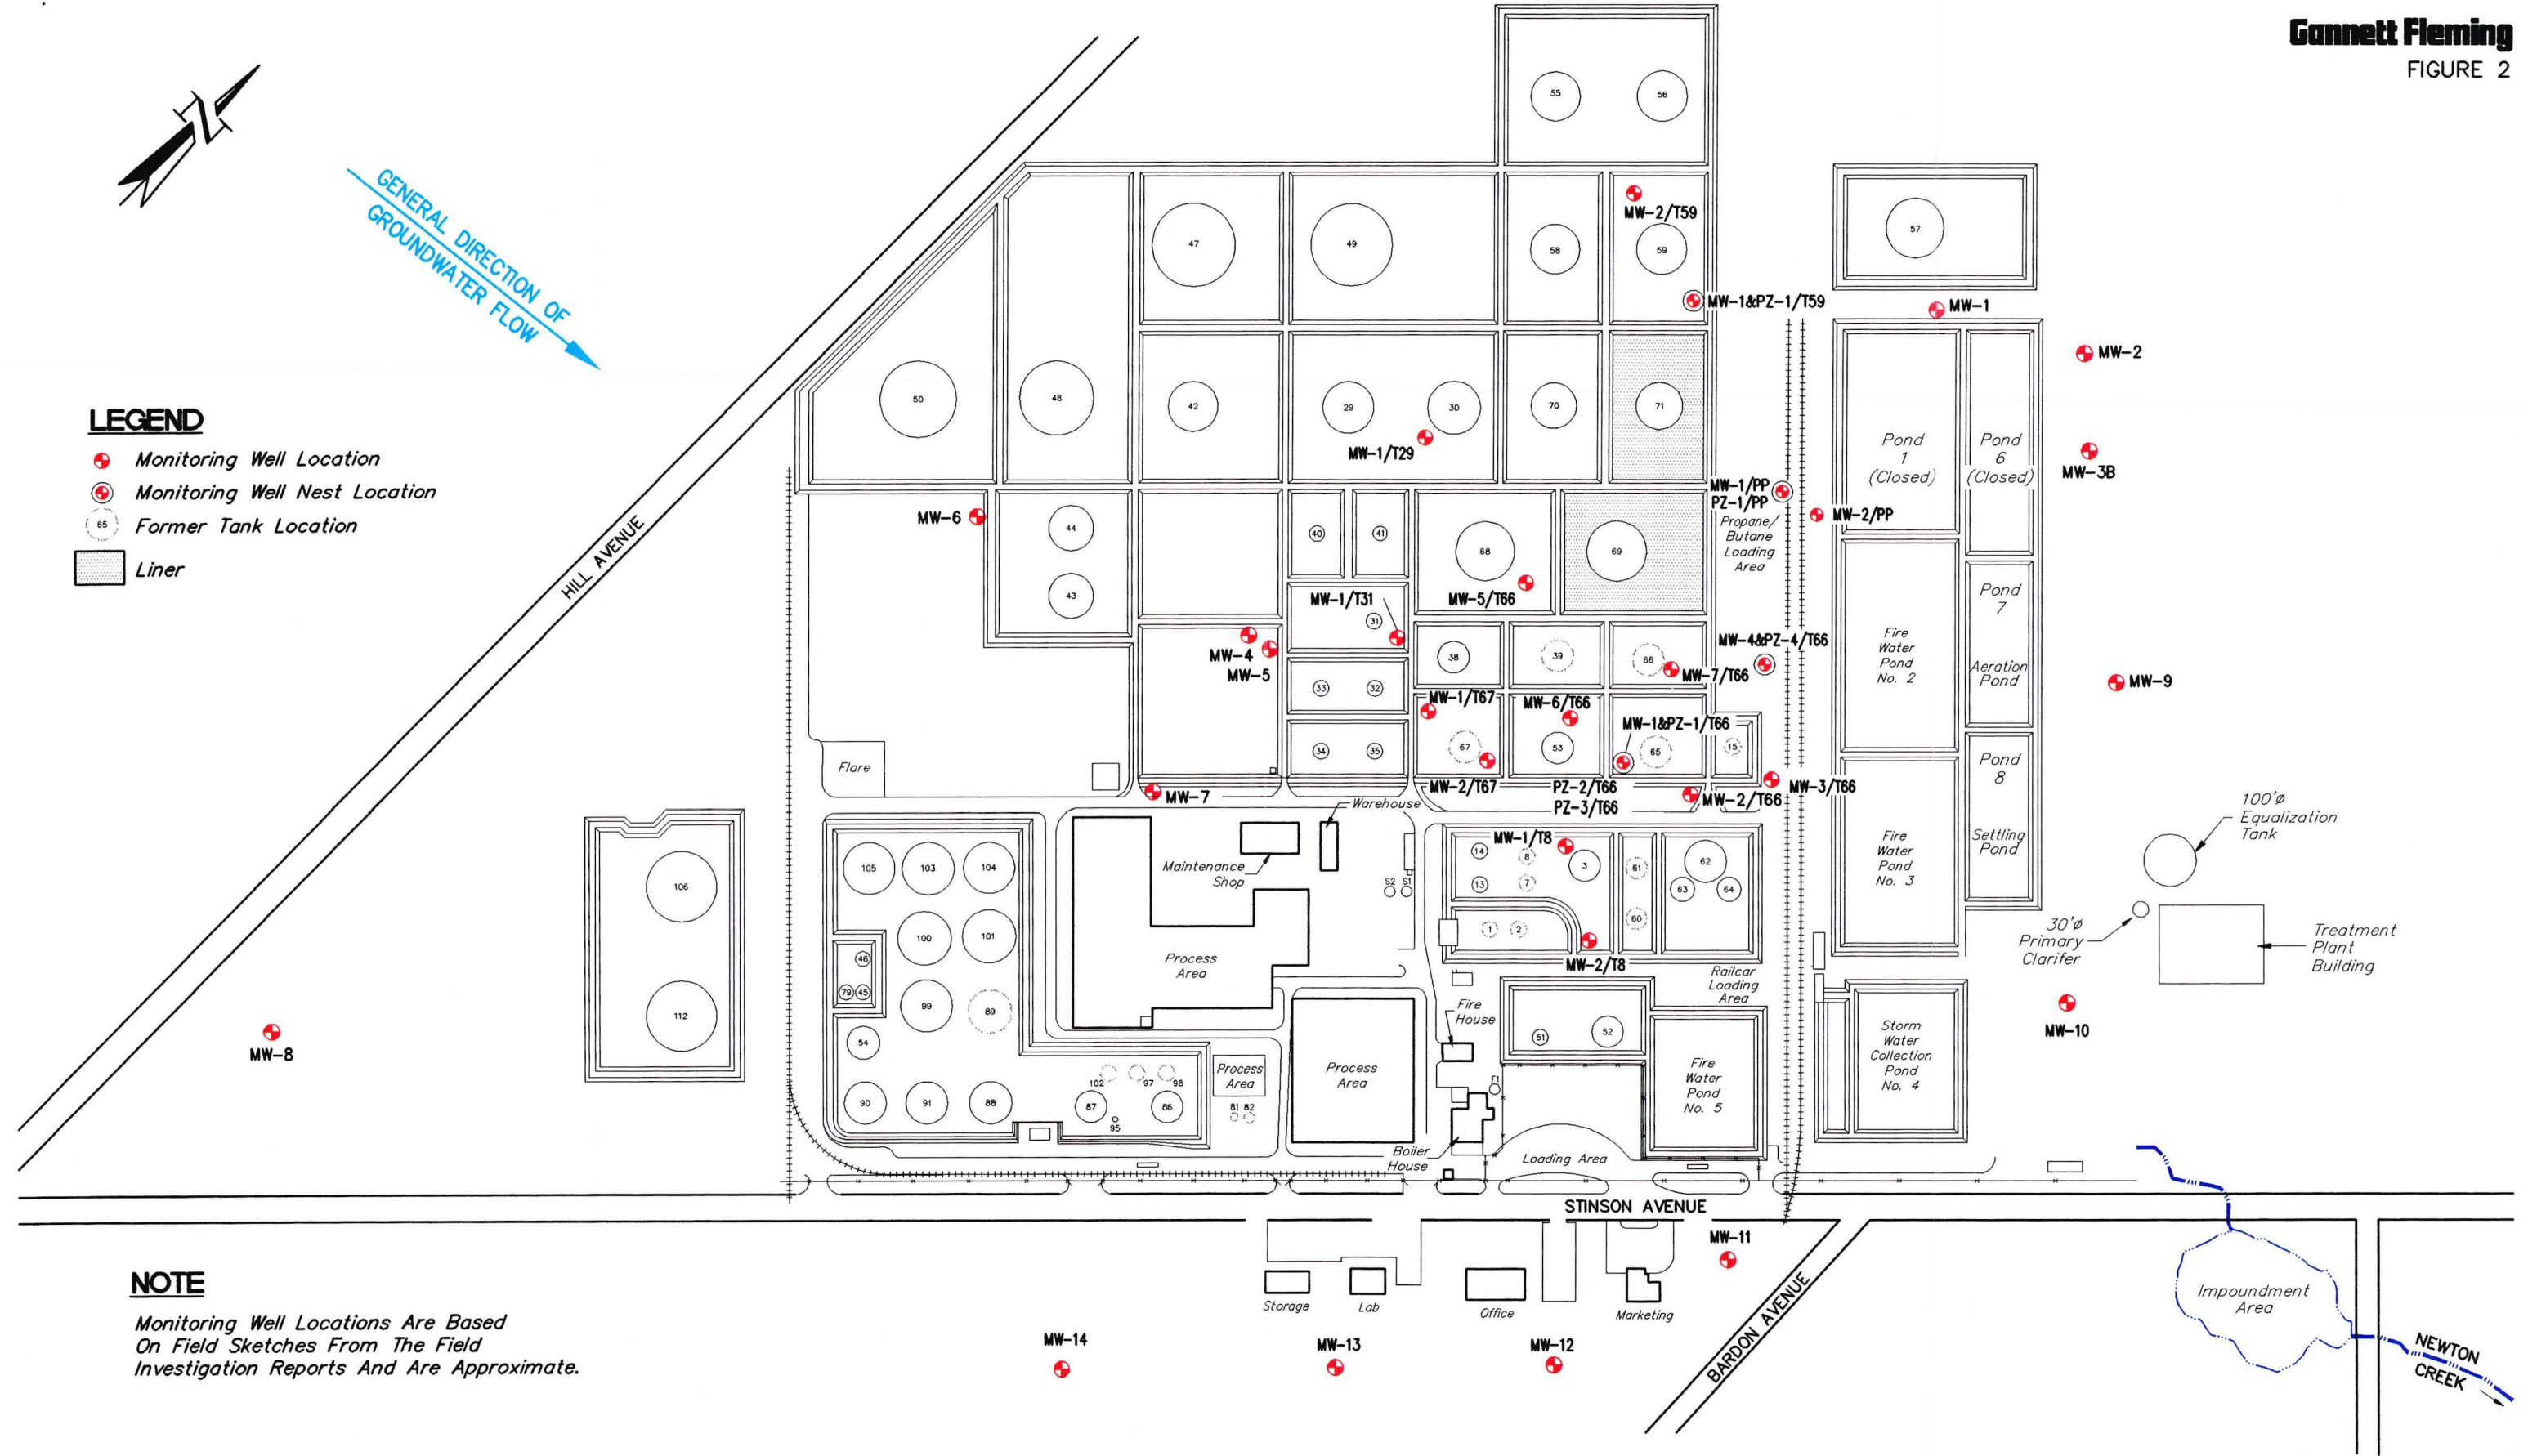 Gannett Fleming
FIGURE 2
N
GENERAL DIRECTION OF
GROUNDWATER FLOW
LEGEND
Monitoring Well Location
Monitoring Well Nest Location
65
Former Tank Location
Liner
HILL AVENUE
55
56
47
49
58
MW-2/T59
59
57
MW-1&PZ-1/T59
MW-1
MW-2
50
48
42
29
30
70
71
MW-1/T29
Pond
1
(Closed)
Pond
6
(Closed)
MW-3B
MW-6
44
43
40
41
68
69
MW-1/PP
PZ-1/PP
Propane/
Butane
Loading
Area
MW-2/PP
MW-5/T66
MW-1/T31
31
MW-4
MW-5
38
39
66
MW-7/T66
MW-4&PZ-4/T66
Fire
Water
Pond
No. 2
Pond
7
Aeration
Pond
MW-9
33
32
MW-1/T67
MW-6/T66
MW-1&PZ-1/T66
34
35
67
53
65
15
Flare
MW-7
MW-2/T67
PZ-2/T66
PZ-3/T66
MW-2/T66
MW-3/T66
Pond
8
Settling
Pond
Fire
Water
Pond
No. 3
100'ø
Equalization
Tank
30'ø
Primary
Clarifer
Treatment
Plant
Building
Warehouse
Maintenance
Shop
Process
Area
S2
S1
MW-1/T8
14
8
3
13
7
1
2
61
60
62
63
64
MW-2/T8
Railcar
Loading
Area
106
112
105
103
104
100
101
46
79
45
99
89
54
90
91
88
102
97
98
87
86
95
Process
Area
81
82
Process
Area
Fire
House
F1
Boiler
House
51
52
Fire
Water
Pond
No. 5
Loading Area
Storm
Water
Collection
Pond
No. 4
MW-10
MW-8
STINSON AVENUE
MW-11
BARDON AVENUE
Storage
Lab
Office
Marketing
MW-14
MW-13
MW-12
Impoundment
Area
NEWTON
CREEK
NOTE
Monitoring Well Locations Are Based
On Field Sketches From The Field
Investigation Reports And Are Approximate.